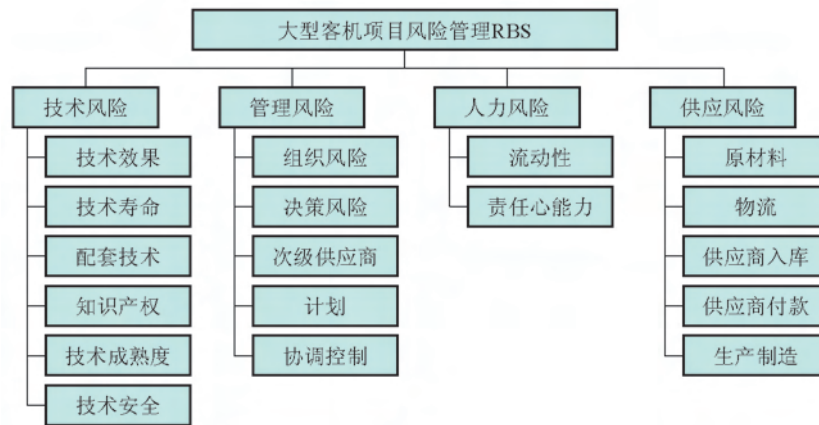 大型客机项目风险管理RBS
技术风险
管理风险
人力风险
供应风险
技术效果
组织风险
流动性
原材料
技术寿命
决策风险
责任心能力
物流
配套技术
次级供应商
供应商入库
知识产权
计划
供应商付款
技术成熟度
协调控制
生产制造
技术安全